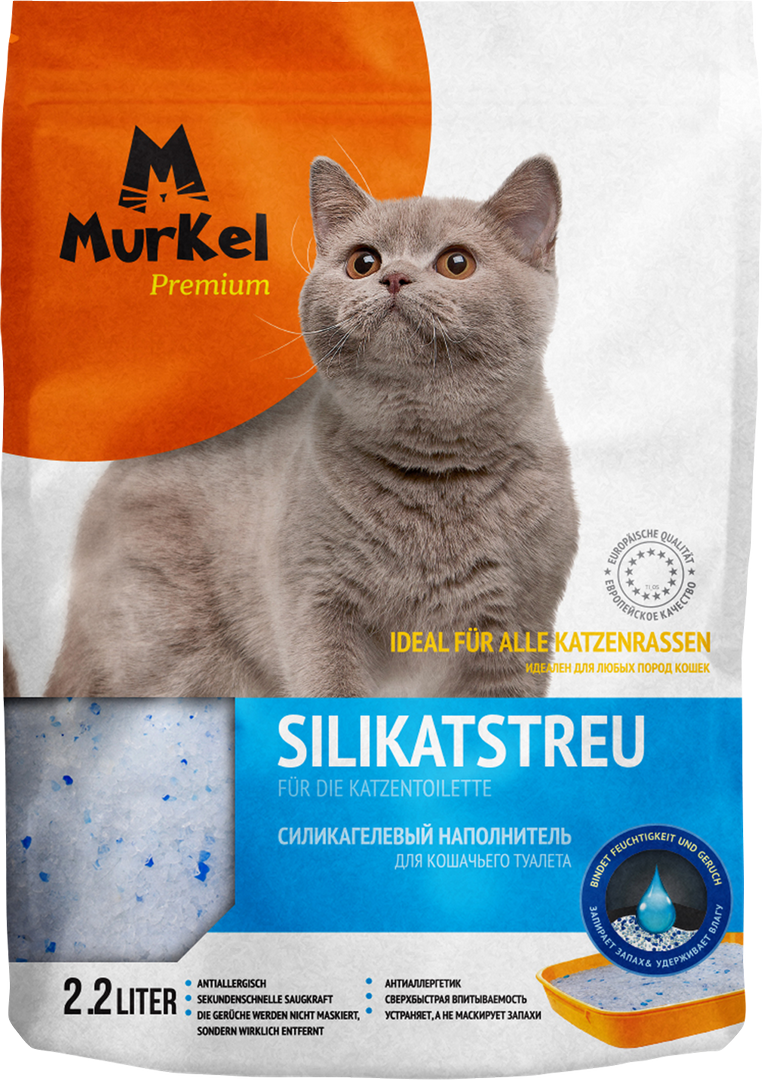 M
MurKel
Premium
EUROPÄISCHE QUALITÄT
ЕВРОПЕЙСКОЕ КАЧЕСТВО
IDEAL FÜR ALLE KATZENRASSEN
ИДЕАЛЕН ДЛЯ ЛЮБЫХ ПОРОД КОШЕК
SILIKATSTREU
FÜR DIE KATZENTOILETTE
СИЛИКАГЕЛЕВЫЙ НАПОЛНИТЕЛЬ
ДЛЯ КОШАЧЬЕГО ТУАЛЕТА
BINDET FEUCHTIGKEIT UND GERUCH
ЗАПИРАЕТ ЗАПАХ & УДЕРЖИВАЕТ ВЛАГУ
2.2 LITER
• ANTIALLERGISCH
• SEKUNDENSCHNELLE SAUGKRAFT
• DIE GERÜCHE WERDEN NICHT MASKIERT,
SONDERN WIRKLICH ENTFERNT
• АНТИАЛЛЕРГЕТИК
• СВЕРХБЫСТРАЯ ВПИТЫВАЕМОСТЬ
• УСТРАНЯЕТ, А НЕ МАСКИРУЕТ ЗАПАХИ